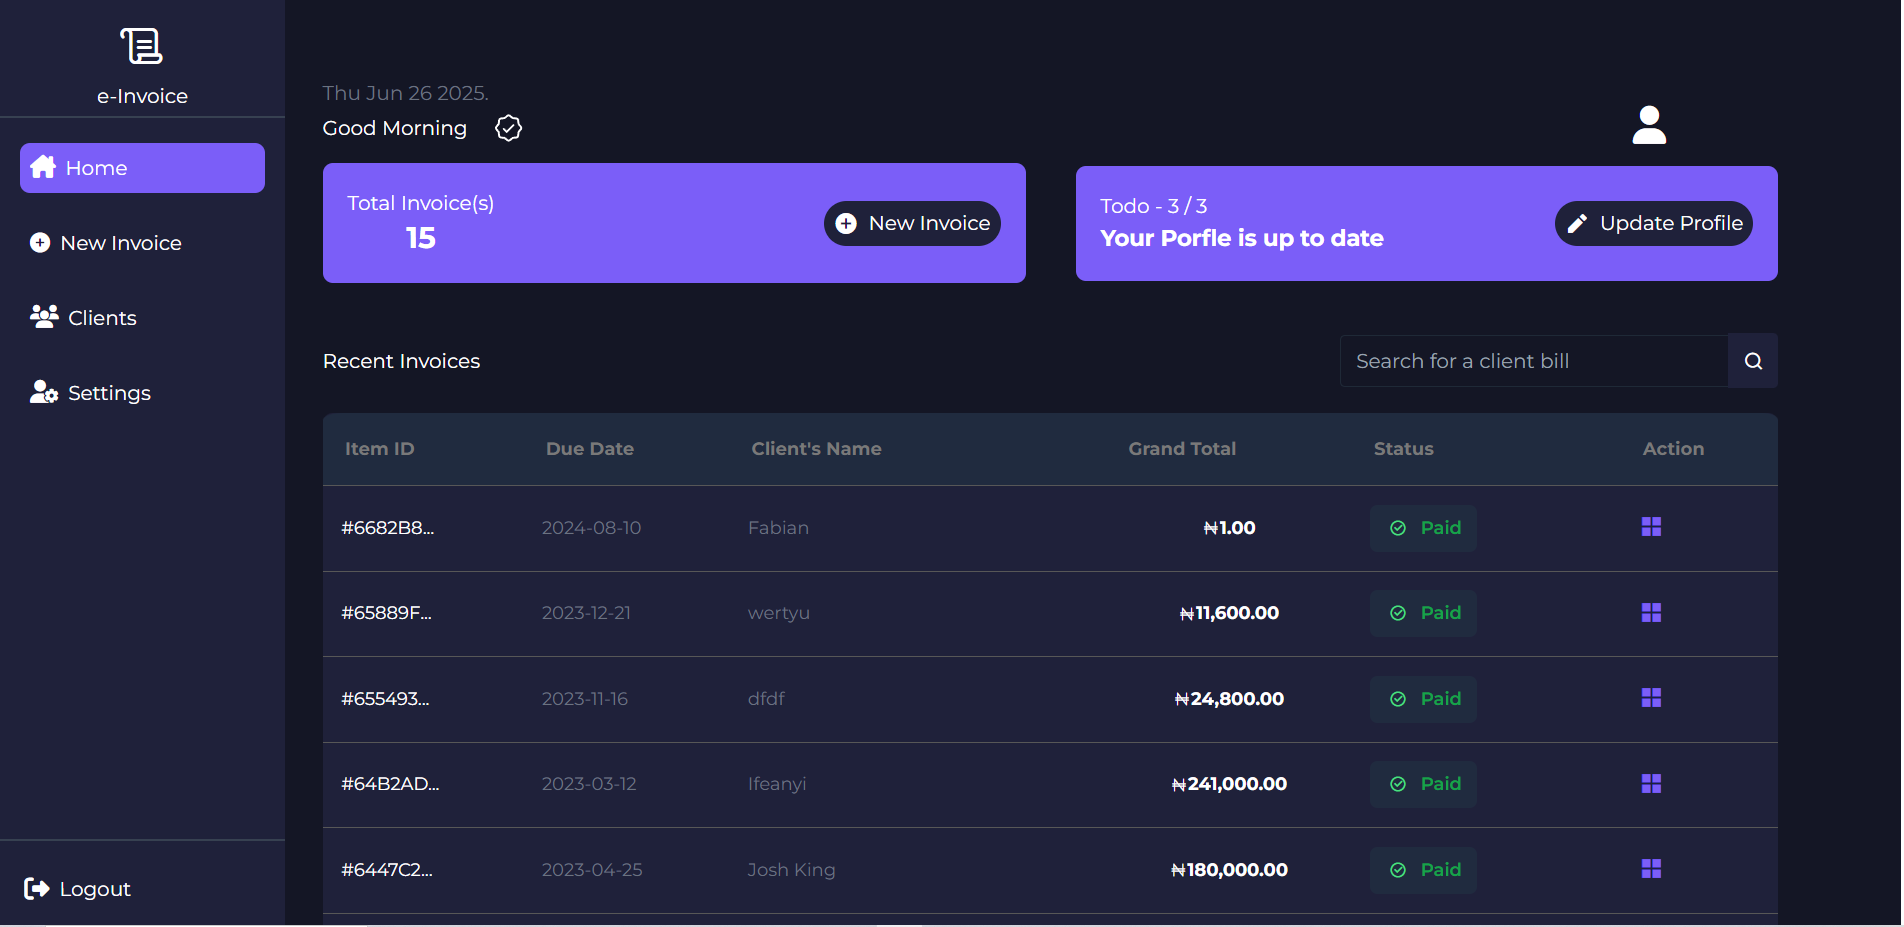 e-Invoice
Home
New Invoice
Clients
Settings
Logout
Thu Jun 26 2025.
Good Morning
Total Invoice(s)
15
New Invoice
Todo - 3 / 3
Your Porfle is up to date
Update Profile
Recent Invoices
Search for a client bill
Item ID Due Date Client's Name Grand Total Status Action
#6682B8... 2024-08-10 Fabian ₦1.00 Paid
#65889F... 2023-12-21 wertyu ₦11,600.00 Paid
#655493... 2023-11-16 dfdf ₦24,800.00 Paid
#64B2AD... 2023-03-12 Ifeanyi ₦241,000.00 Paid
#6447C2... 2023-04-25 Josh King ₦180,000.00 Paid